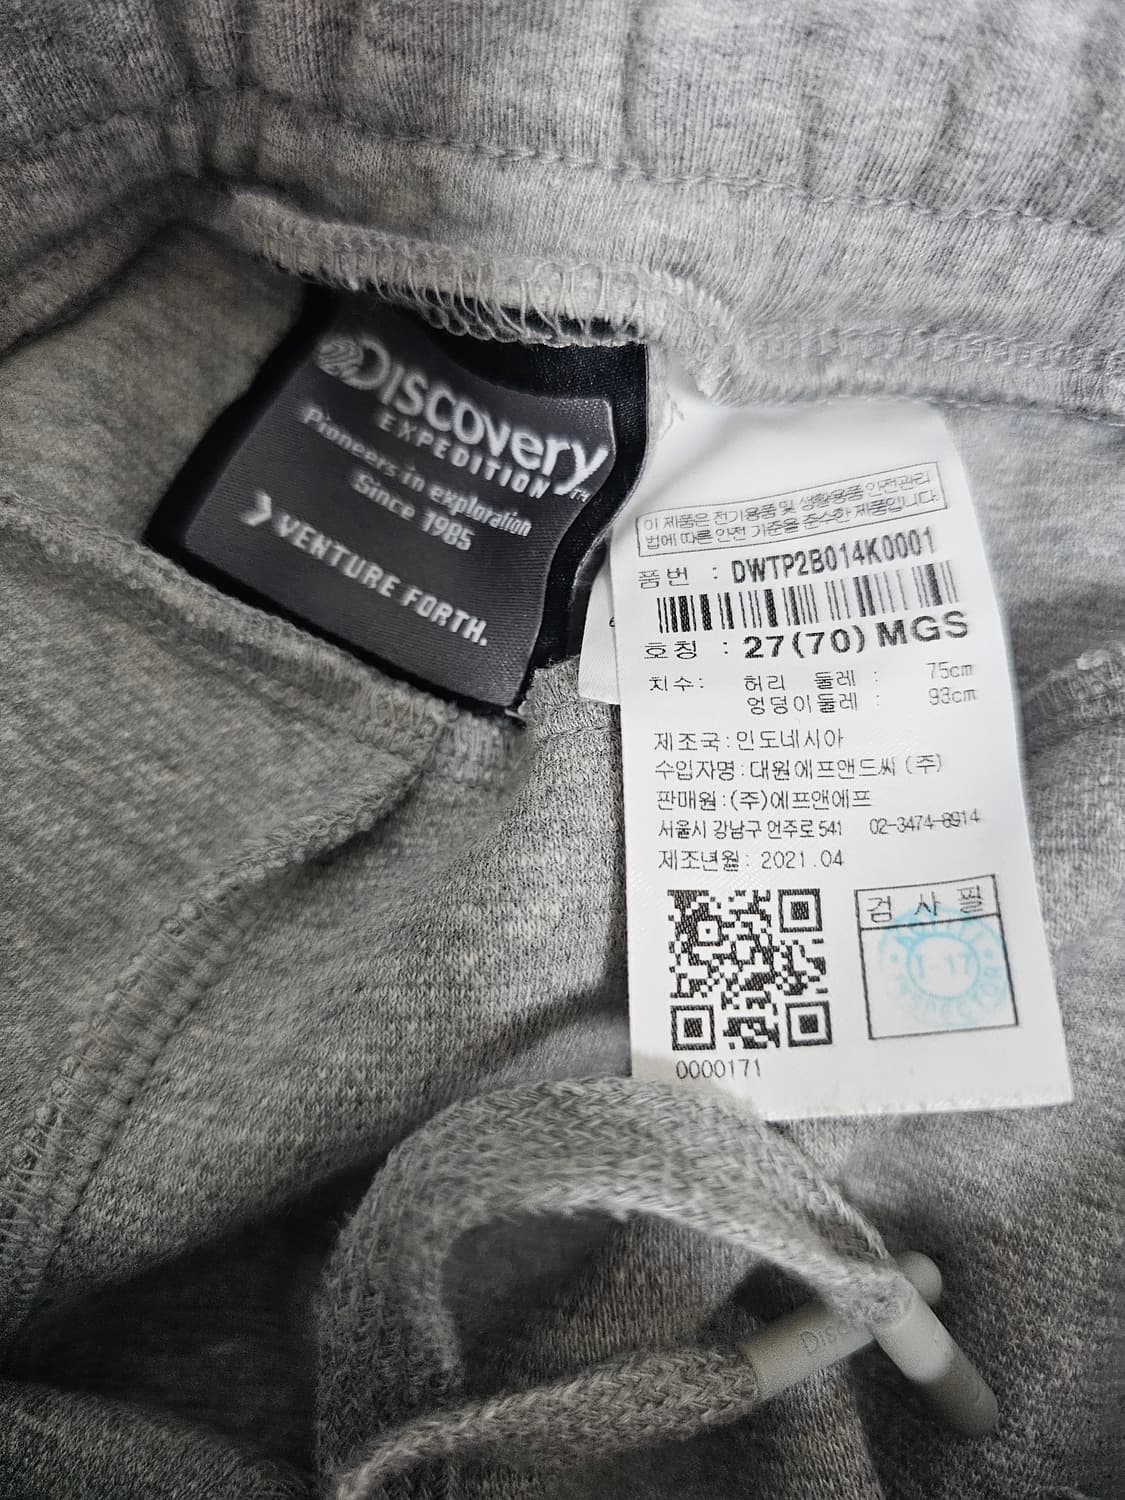 Discovery
EXPEDITION™
Pioneers in exploration
Since 1985
VENTURE FORTH.
이 제품은 전기용품 및 생활용품 안전관리
법에 따른 안전 기준을 준수한 제품입니다.
품번 : DWTP2B014K0001
호칭 : 27(70) MGS
치수: 허리 둘레 : 75cm
엉덩이둘레 : 93cm
제조국:인도네시아
수입자명:대원에프앤드씨 (주)
판매원:(주)에프앤에프
서울시 강남구 언주로 541 02-3474-8914
제조년월: 2021.04
검 사 필
T-17
0000171